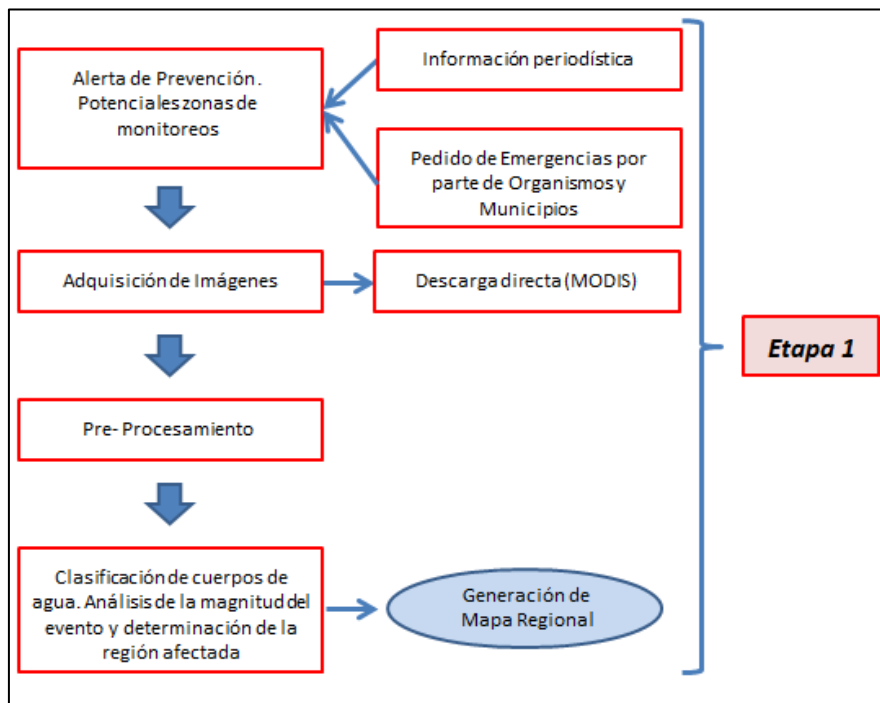 Alerta de Prevención.
Potenciales zonas de
monitoreos
Información periodística
Pedido de Emergencias por
parte de Organismos y
Municipios
Adquisición de Imágenes
Descarga directa (MODIS)
Etapa 1
Pre- Procesamiento
Clasificación de cuerpos de
agua. Análisis de la magnitud del
evento y determinación de la
región afectada
Generación de
Mapa Regional